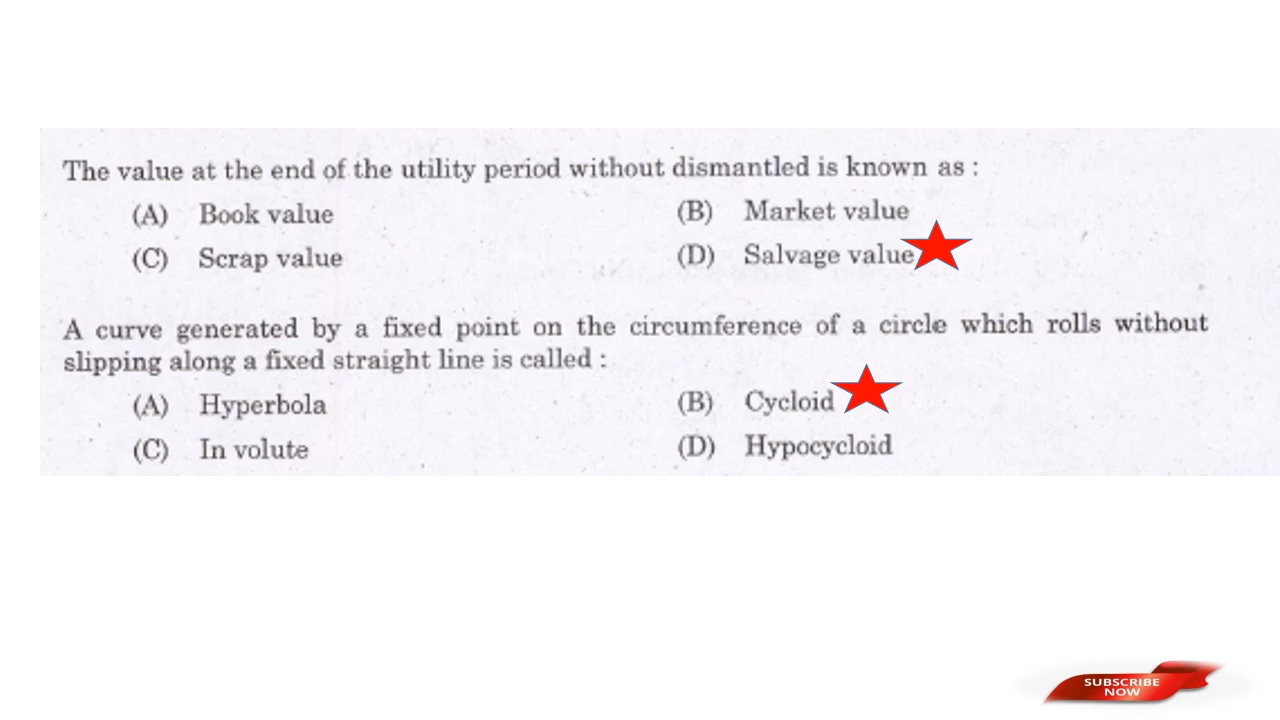 The value at the end of the utility period without dismantled is known as :
(A) Book value (B) Market value
(C) Scrap value (D) Salvage value
A curve generated by a fixed point on the circumference of a circle which rolls without
slipping along a fixed straight line is called :
(A) Hyperbola (B) Cycloid
(C) In volute (D) Hypocycloid
SUBSCRIBE
NOW